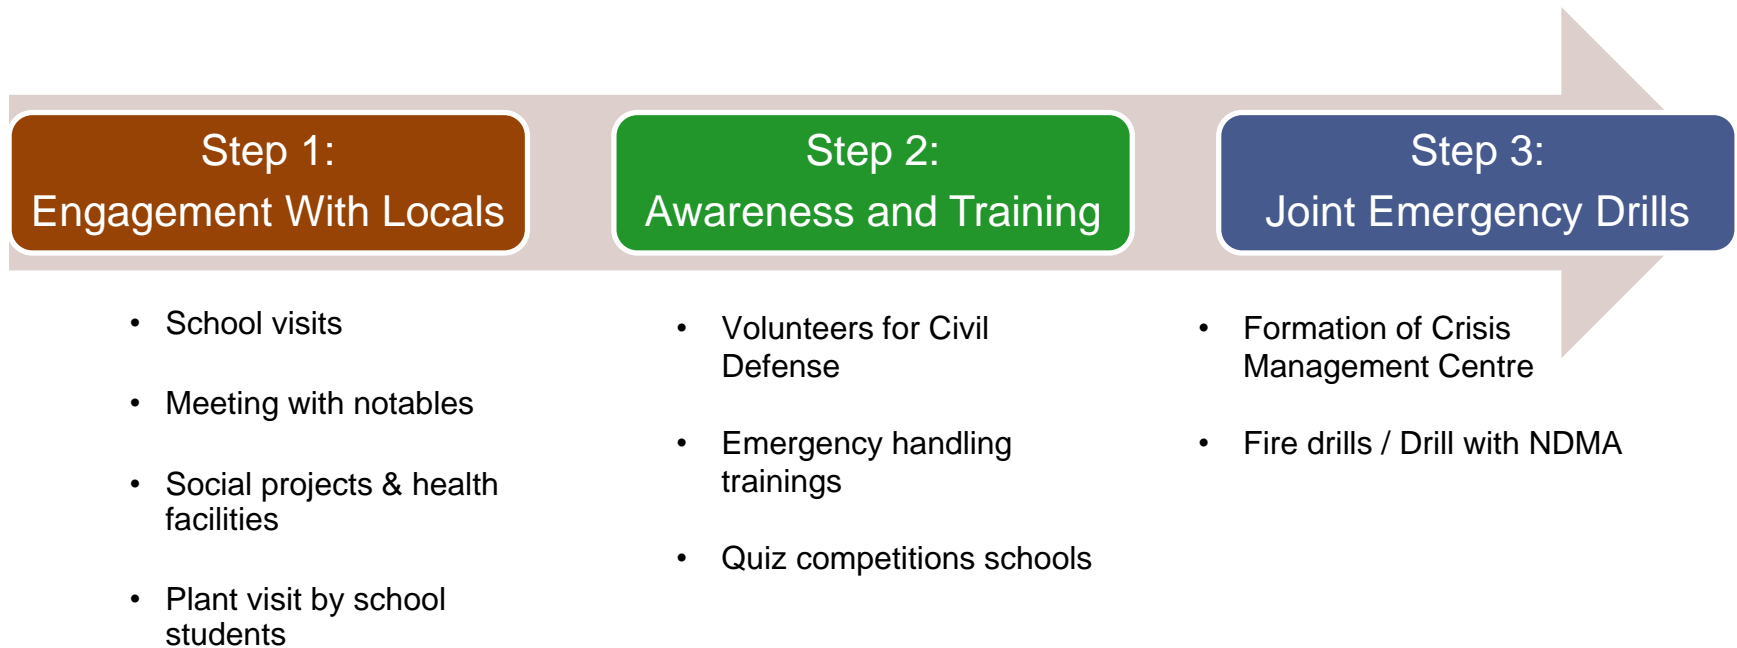 Step 1:
Engagement With Locals
• School visits
• Meeting with notables
• Social projects & health
facilities
• Plant visit by school
students
Step 2:
Awareness and Training
• Volunteers for Civil
Defense
• Emergency handling
trainings
• Quiz competitions schools
Step 3:
Joint Emergency Drills
• Formation of Crisis
Management Centre
• Fire drills / Drill with NDMA